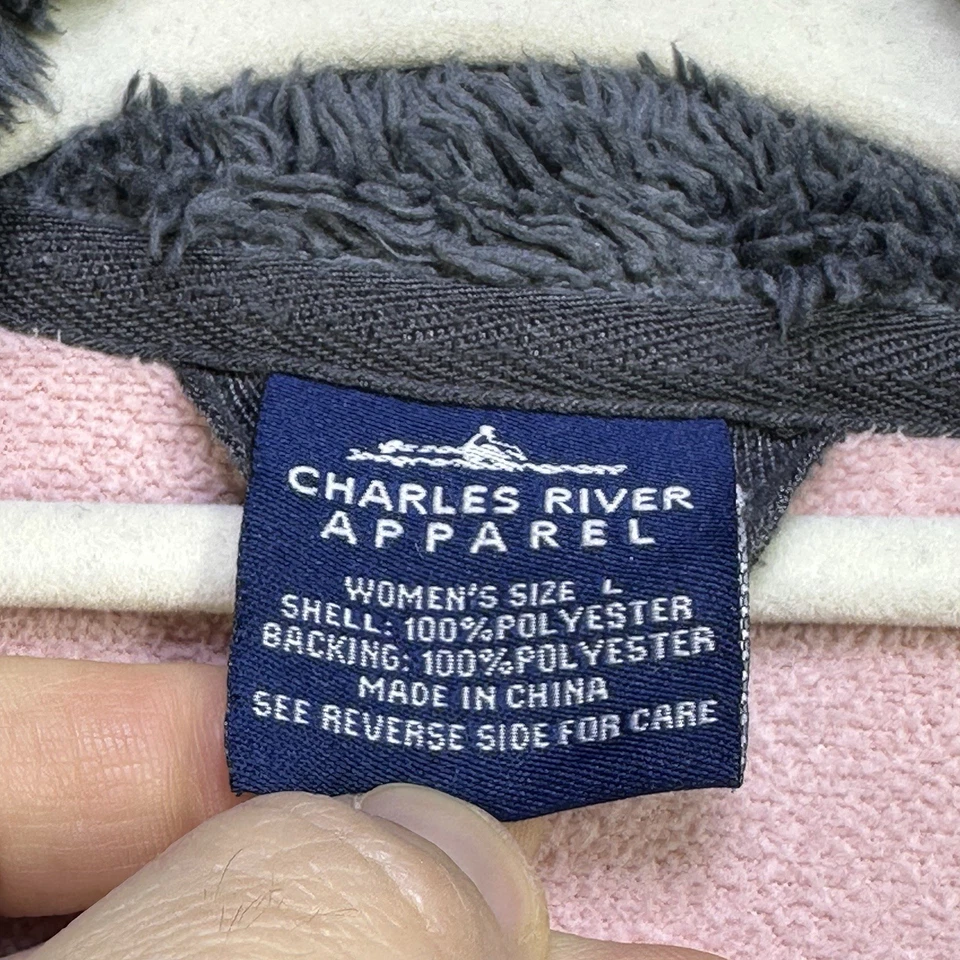 CHARLES RIVER
APPAREL
WOMEN'S SIZE L
SHELL: 100%POLYESTER
BACKING: 100%POLYESTER
MADE IN CHINA
SEE REVERSE SIDE FOR CARE